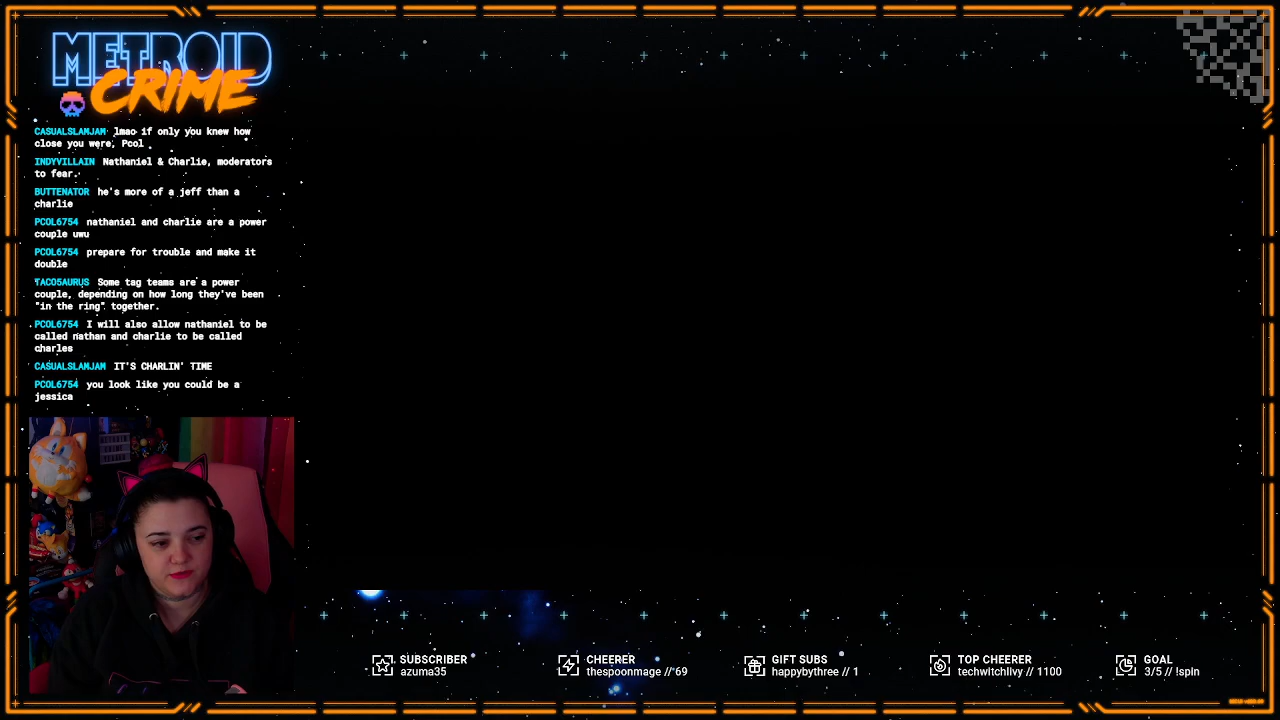 METROID
CRIME
CASUALSLAMJAM lmao if only you knew how
close you were, Pcol
INDYVILLAIN Nathaniel & Charlie, moderators
to fear.
BUTTENATOR he's more of a jeff than a
charlie
PCOL6754 nathaniel and charlie are a power
couple uwu
PCOL6754 prepare for trouble and make it
double
TACO5AURUS Some tag teams are a power
couple, depending on how long they've been
"in the ring" together.
PCOL6754 I will also allow nathaniel to be
called nathan and charlie to be called
charles
CASUALSLAMJAM IT'S CHARLIN' TIME
PCOL6754 you look like you could be a
jessica
SUBSCRIBER
azuma35
CHEERER
thespoonmage // 69
GIFT SUBS
happybythree // 1
TOP CHEERER
techwitchlivy // 1100
GOAL
3/5 // !spin